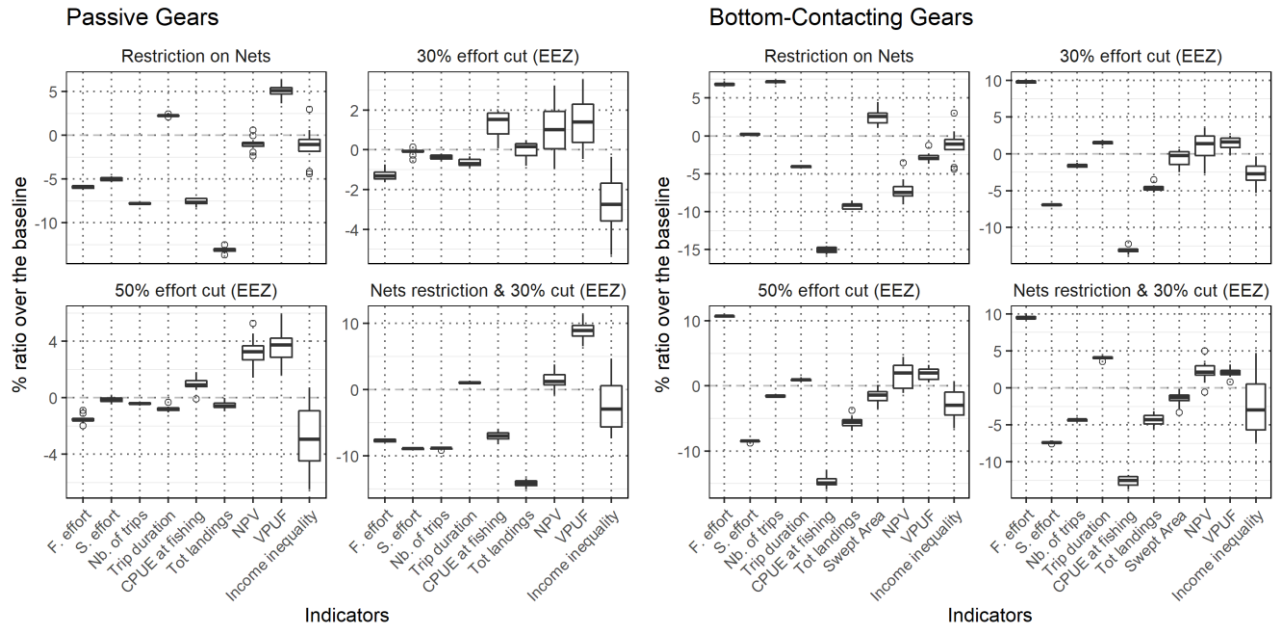 Passive Gears
Bottom-Contacting Gears
Restriction on Nets
30% effort cut (EEZ)
Restriction on Nets
30% effort cut (EEZ)
5
0
-5
-10
2
0
-2
-4
5
0
-5
-10
-15
10
5
0
-5
-10
50% effort cut (EEZ)
Nets restriction & 30% cut (EEZ)
50% effort cut (EEZ)
Nets restriction & 30% cut (EEZ)
4
0
-4
10
0
-10
10
0
-10
10
5
0
-5
-10
% ratio over the baseline
% ratio over the baseline
F. effort
S. effort
Nb. of trips
Trip duration
CPUE at fishing
Tot landings
NPV
VPUF
Income inequality
F. effort
S. effort
Nb. of trips
Trip duration
CPUE at fishing
Tot landings
NPV
VPUF
Income inequality
F. effort
S. effort
Nb. of trips
Trip duration
CPUE at fishing
Tot landings
Swept Area
NPV
VPUF
Income inequality
F. effort
S. effort
Nb. of trips
Trip duration
CPUE at fishing
Tot landings
Swept Area
NPV
VPUF
Income inequality
Indicators
Indicators